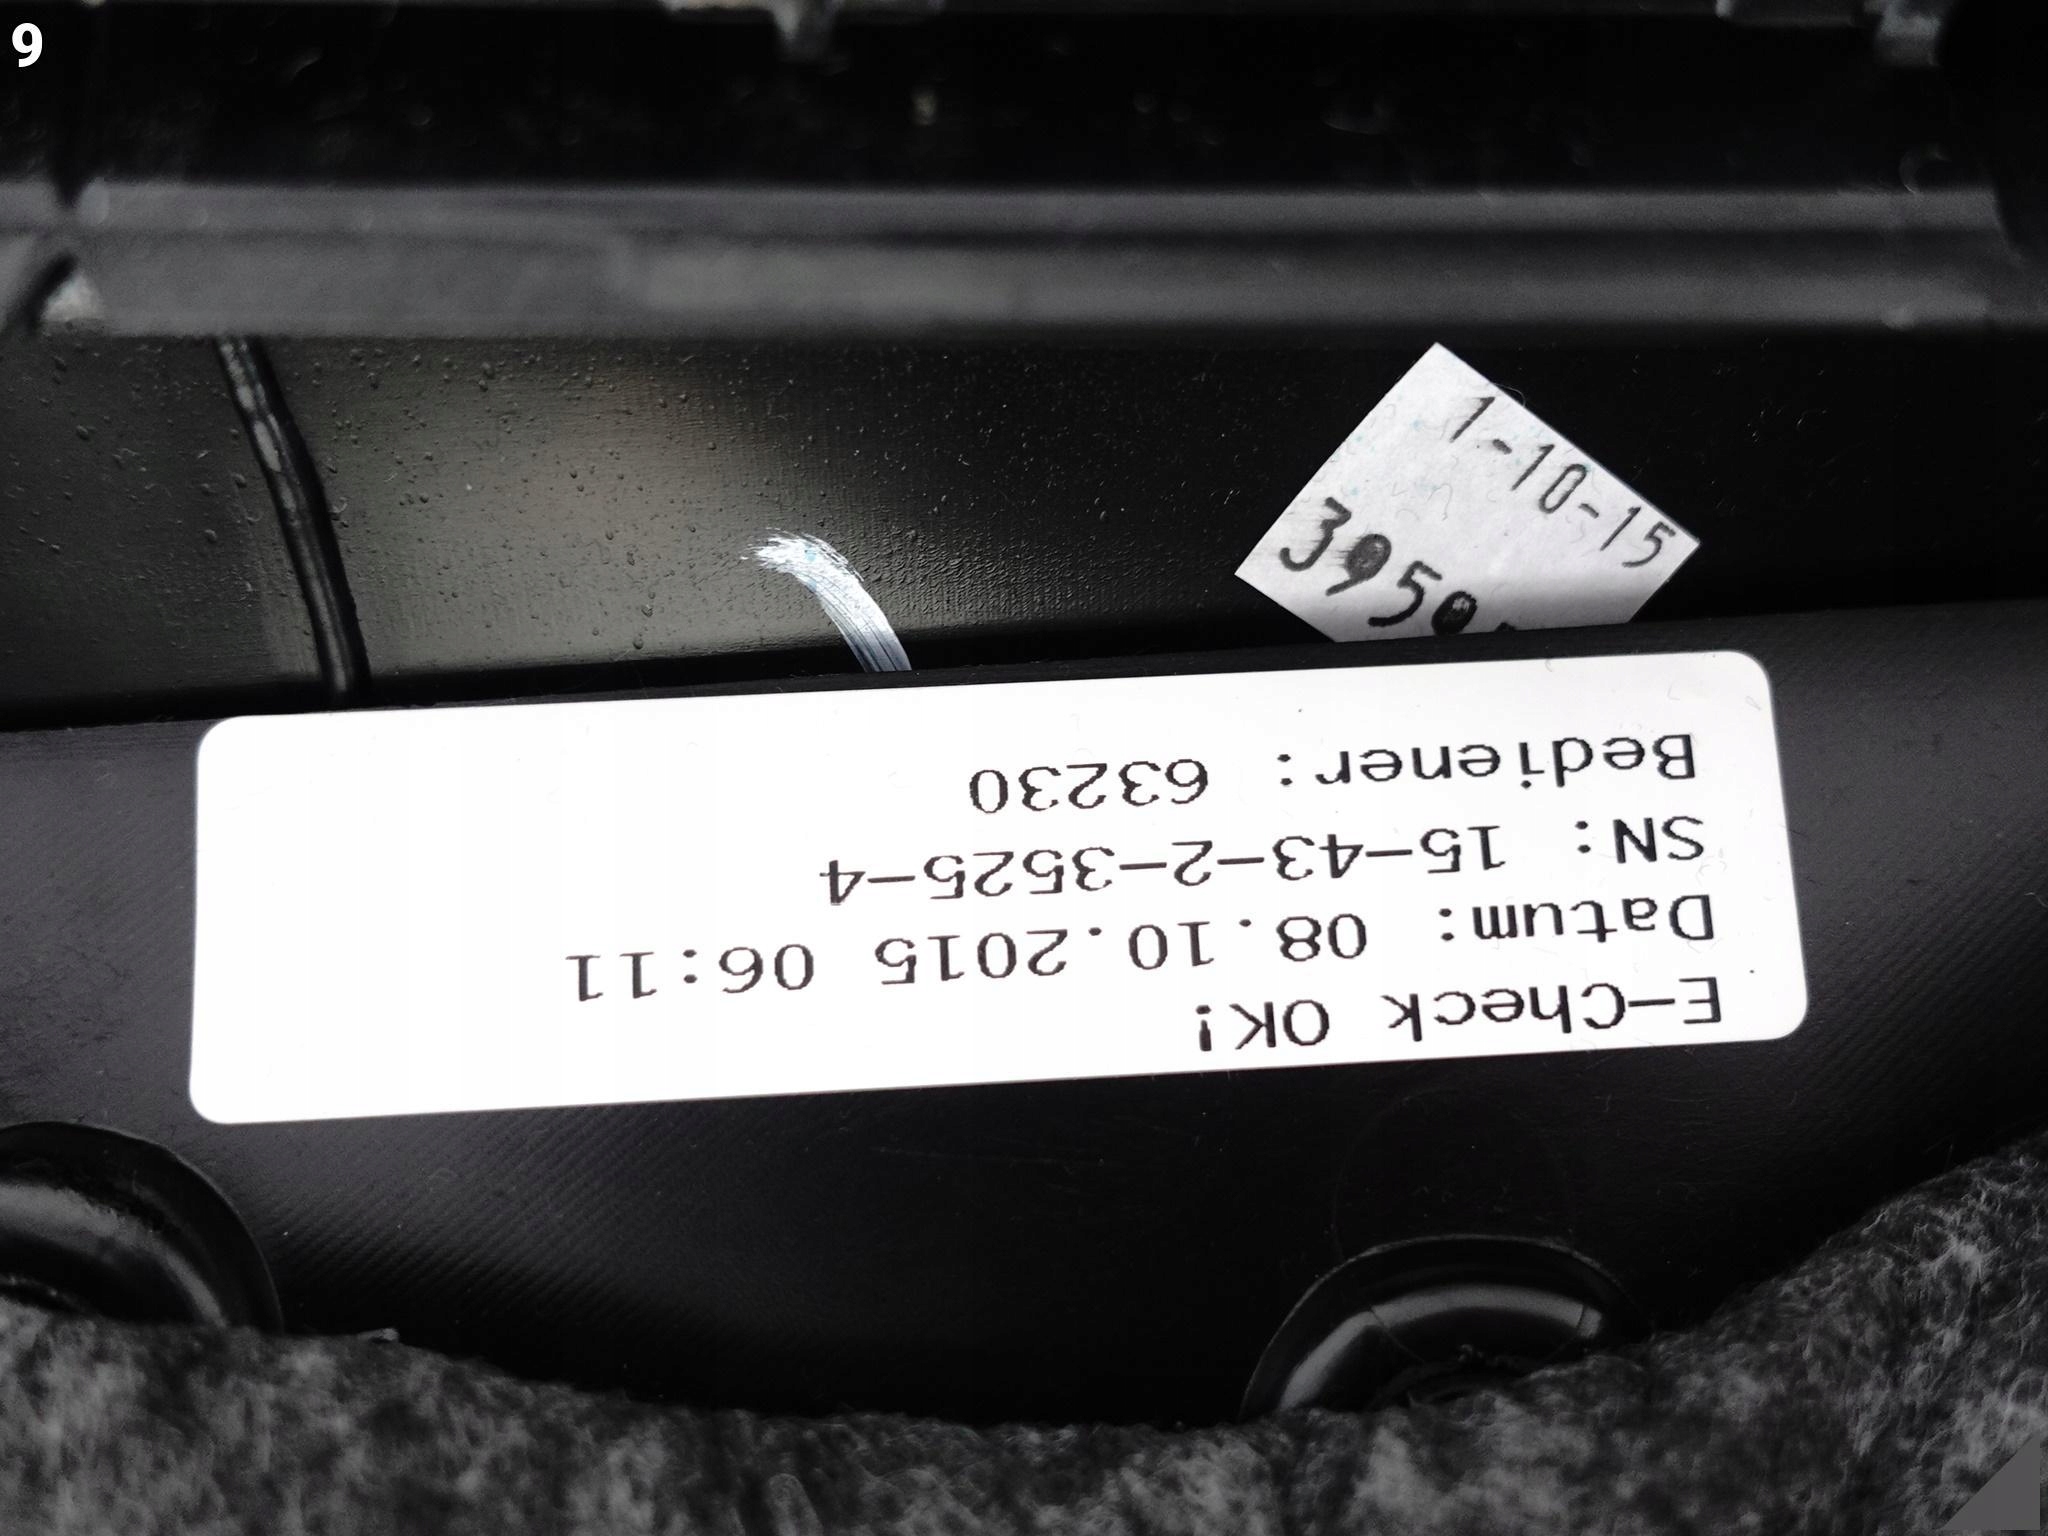 9
1-10-15
E-Check OK!
Datum: 08.10.2015 06:11
SN: 15-43-2-3525-4
Bediener: 63230